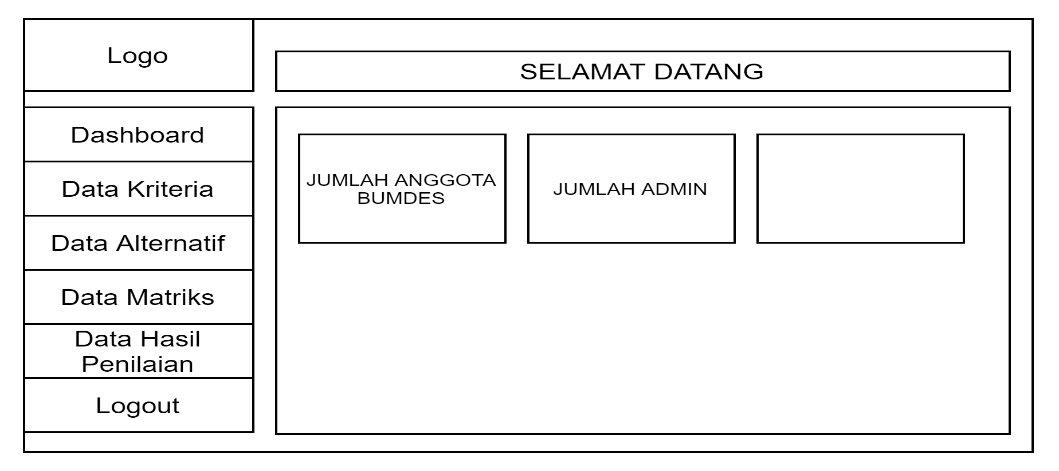 Logo
SELAMAT DATANG
Dashboard
Data Kriteria
Data Alternatif
Data Matriks
Data Hasil
Penilaian
Logout
JUMLAH ANGGOTA
BUMDES
JUMLAH ADMIN